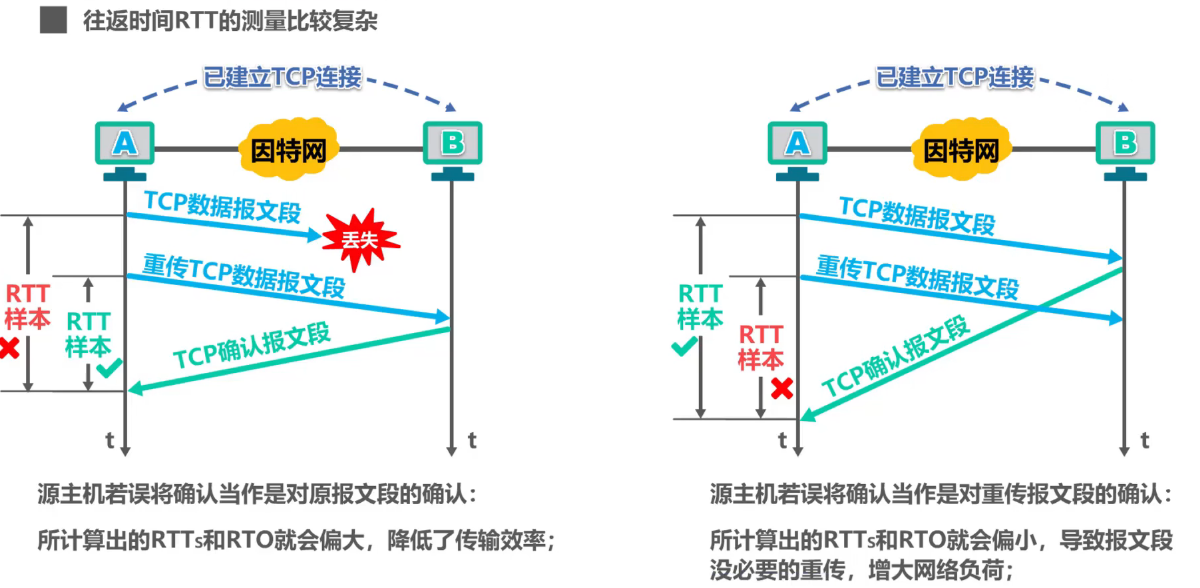 往返时间RTT的测量比较复杂
已建立TCP连接
A
因特网
B
TCP数据报文段
丢失
重传TCP数据报文段
RTT
样本
RTT
样本
TCP确认报文段
t
t
源主机若误将确认当作是对原报文段的确认：
所计算出的RTTs和RTO就会偏大，降低了传输效率；
已建立TCP连接
A
因特网
B
TCP数据报文段
重传TCP数据报文段
RTT
样本
RTT
样本
TCP确认报文段
t
t
源主机若误将确认当作是对重传报文段的确认：
所计算出的RTTs和RTO就会偏小，导致报文段
没必要的重传，增大网络负荷；